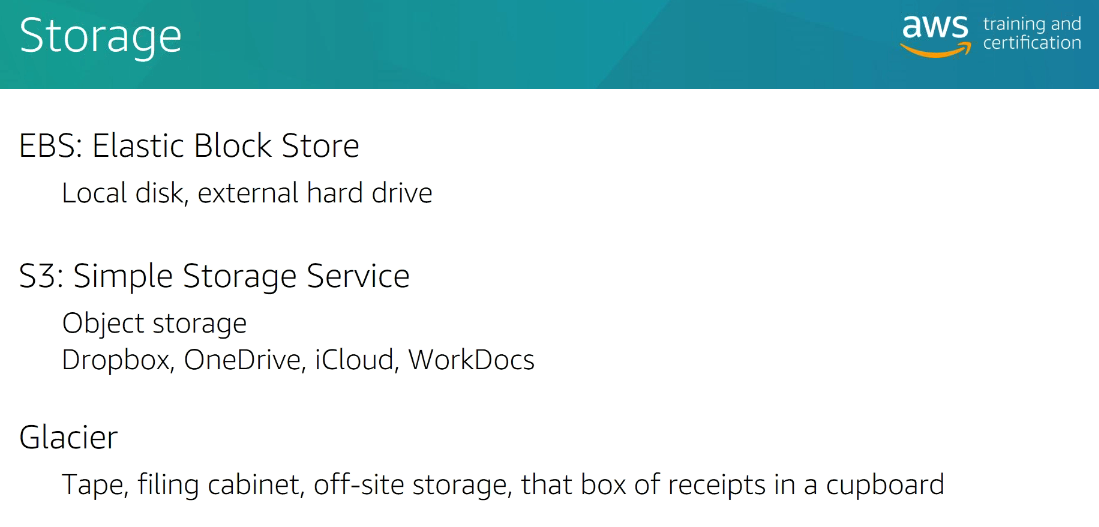 Storage
aws
training and
certification
EBS: Elastic Block Store
Local disk, external hard drive
S3: Simple Storage Service
Object storage
Dropbox, OneDrive, iCloud, WorkDocs
Glacier
Tape, filing cabinet, off-site storage, that box of receipts in a cupboard